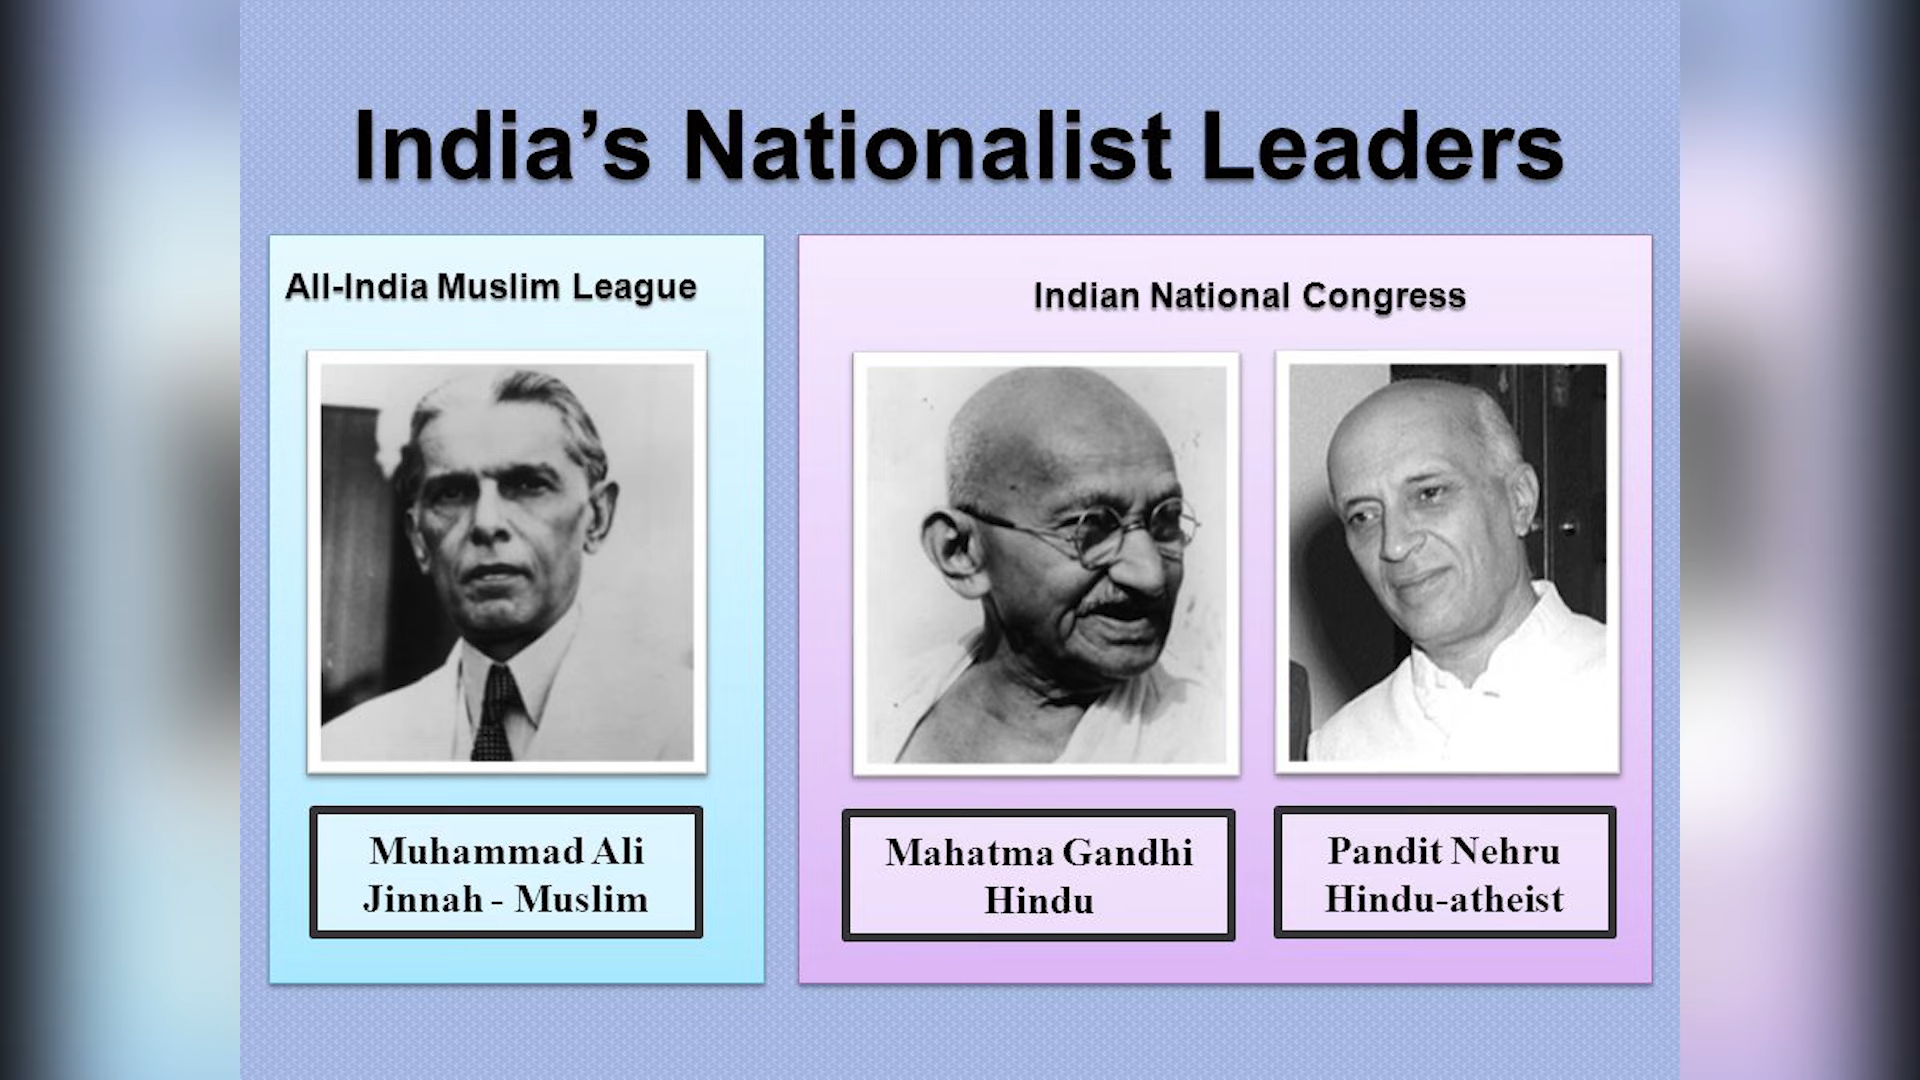 India’s Nationalist Leaders
All-India Muslim League
Muhammad Ali
Jinnah - Muslim
Indian National Congress
Mahatma Gandhi
Hindu
Pandit Nehru
Hindu-atheist